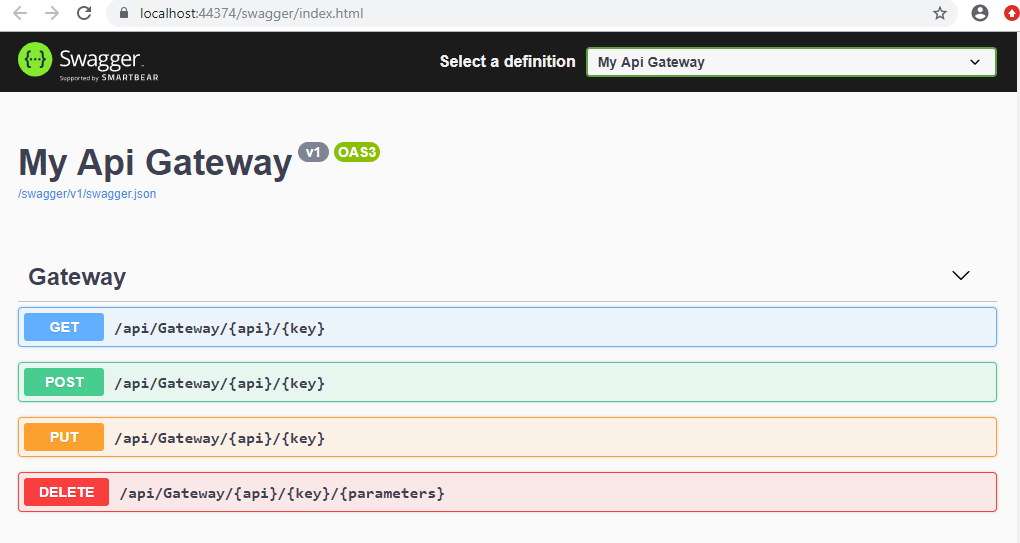 localhost:44374/swagger/index.html
Swagger
Supported by SMARTBEAR
Select a definition
My Api Gateway
My Api Gateway v1 OAS3
/swagger/v1/swagger.json
Gateway
GET /api/Gateway/{api}/{key}
POST /api/Gateway/{api}/{key}
PUT /api/Gateway/{api}/{key}
DELETE /api/Gateway/{api}/{key}/{parameters}